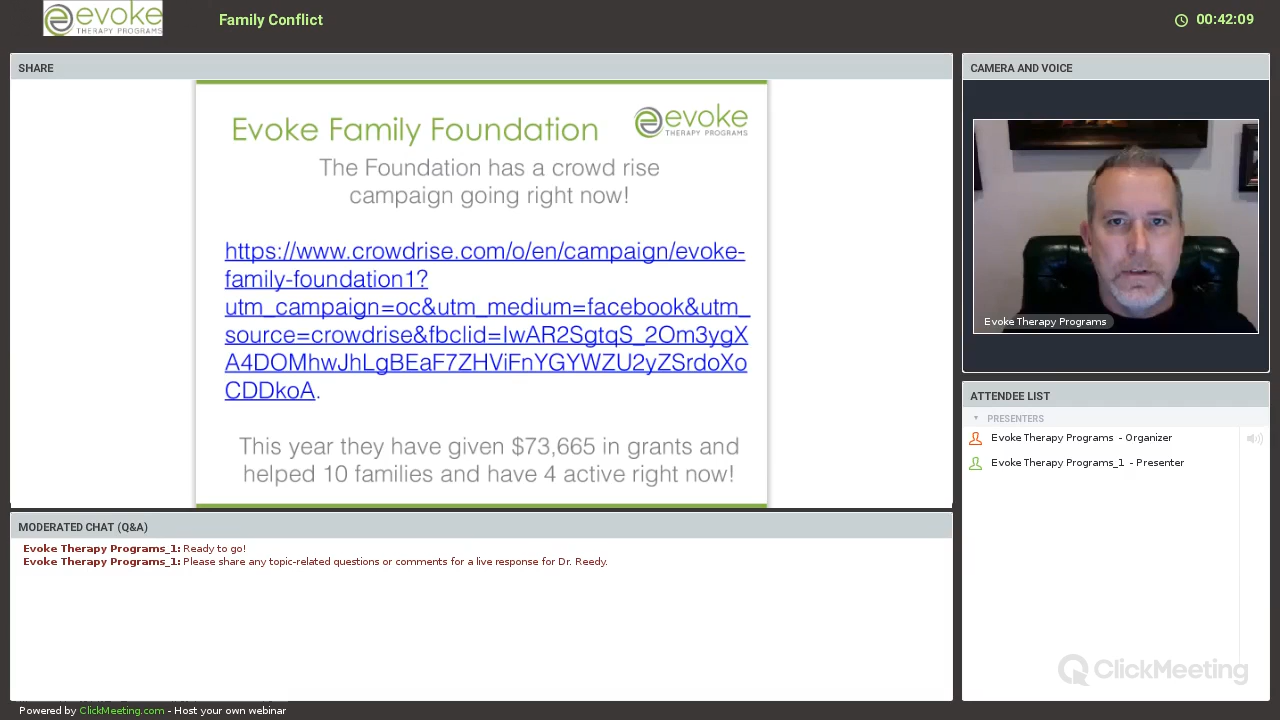 evoke
THERAPY PROGRAMS
Family Conflict
00:42:09
SHARE
Evoke Family Foundation
evoke
THERAPY PROGRAMS
The Foundation has a crowd rise
campaign going right now!
https://www.crowdrise.com/o/en/campaign/evoke-
family-foundation1?
utm_campaign=oc&utm_medium=facebook&utm_
source=crowdrise&fbclid=IwAR2SgtqS_2Om3ygX
A4DOMhwJhLgBEaF7ZHViFnYGYWZU2yZSrdoXo
CDDkoA.
This year they have given $73,665 in grants and
helped 10 families and have 4 active right now!
CAMERA AND VOICE
Evoke Therapy Programs
ATTENDEE LIST
PRESENTERS
Evoke Therapy Programs - Organizer
Evoke Therapy Programs_1 - Presenter
MODERATED CHAT (Q&A)
Evoke Therapy Programs_1: Ready to go!
Evoke Therapy Programs_1: Please share any topic-related questions or comments for a live response for Dr. Reedy.
ClickMeeting
Powered by ClickMeeting.com - Host your own webinar